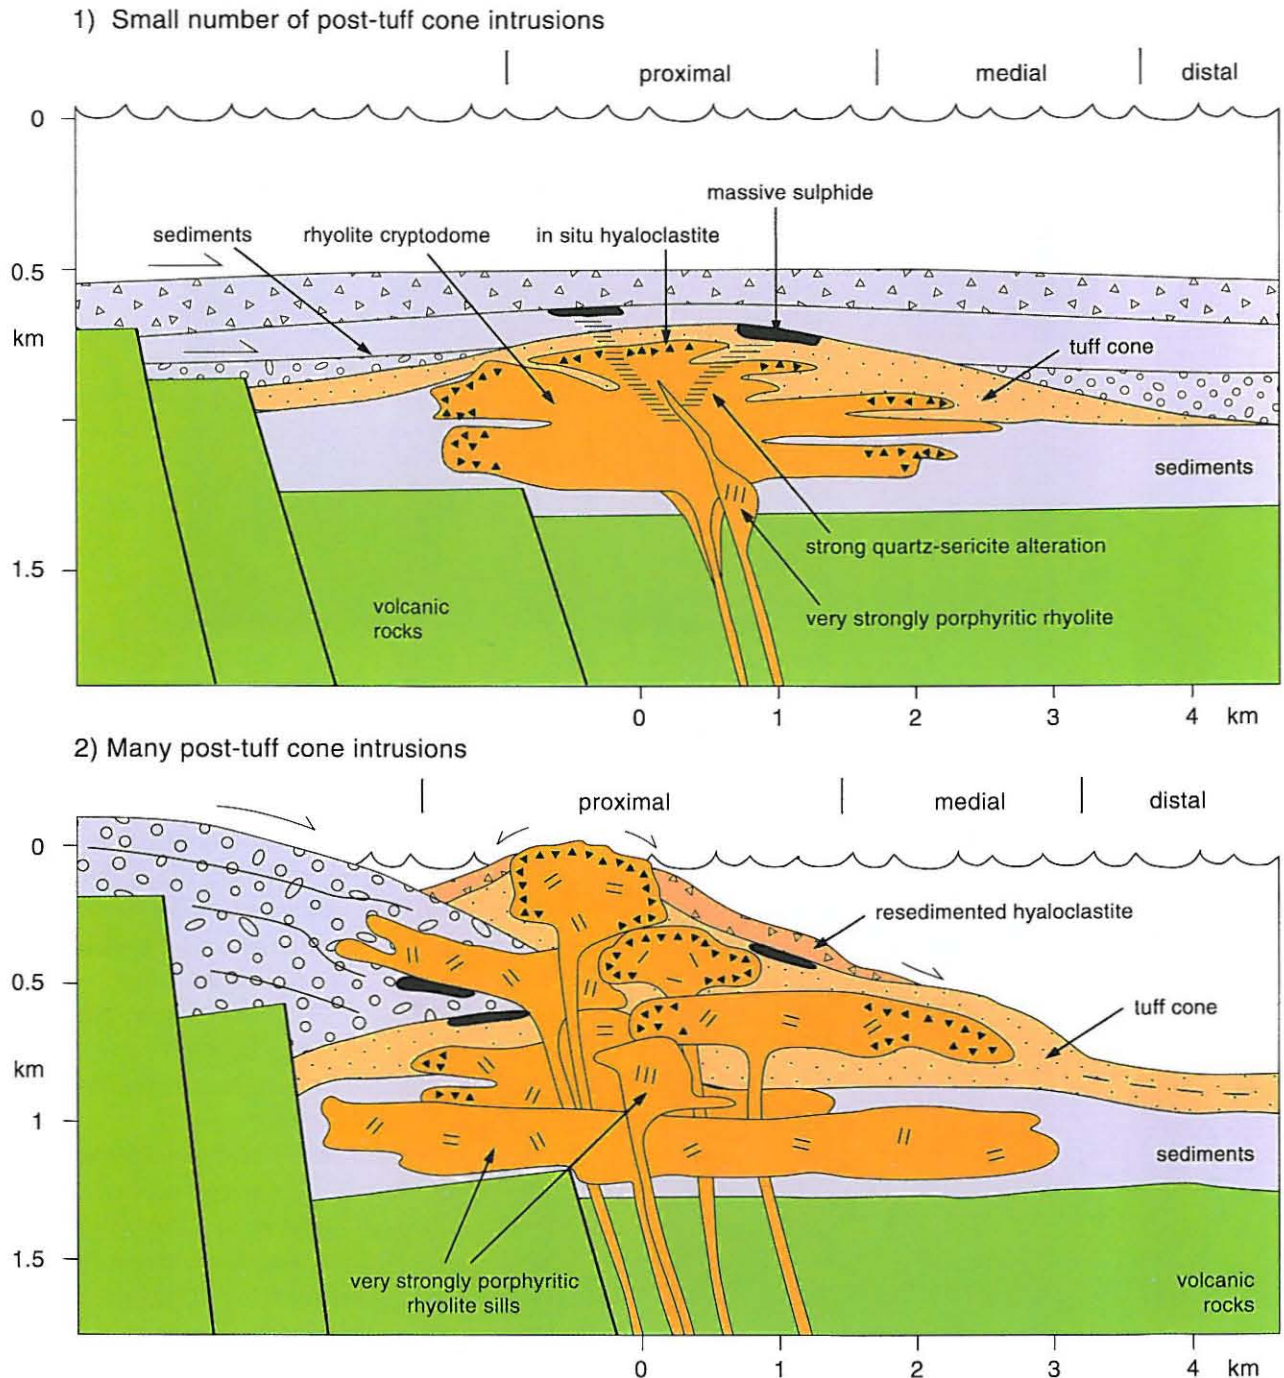 1) Small number of post-tuff cone intrusions
proximal
medial
distal
0
massive sulphide
sediments
rhyolite cryptodome
in situ hyaloclastite
0.5
km
tuff cone
sediments
strong quartz-sericite alteration
1.5
volcanic
rocks
very strongly porphyritic rhyolite
0 1 2 3 4 km
2) Many post-tuff cone intrusions
proximal
medial
distal
0
resedimented hyaloclastite
0.5
tuff cone
km
1
sediments
1.5
very strongly porphyritic
rhyolite sills
volcanic
rocks
0 1 2 3 4 km